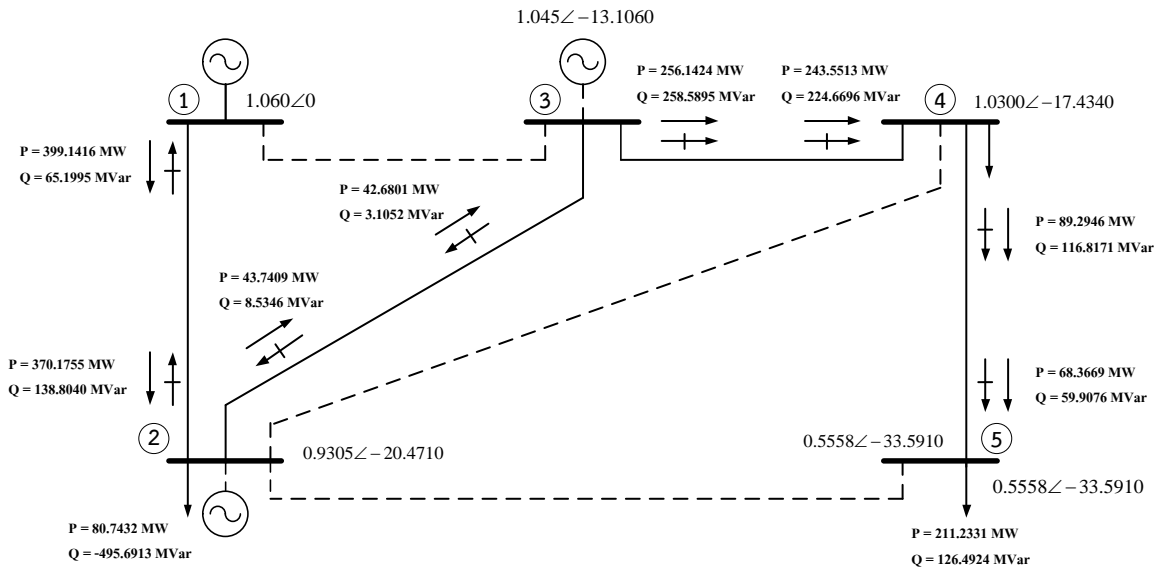 1.045∠−13.1060
1
1.060∠0
3
P = 256.1424 MW
Q = 258.5895 MVar
P = 243.5513 MW
Q = 224.6696 MVar
4
1.0300∠−17.4340
P = 399.1416 MW
Q = 65.1995 MVar
P = 42.6801 MW
Q = 3.1052 MVar
P = 89.2946 MW
Q = 116.8171 MVar
P = 43.7409 MW
Q = 8.5346 MVar
P = 370.1755 MW
Q = 138.8040 MVar
P = 68.3669 MW
Q = 59.9076 MVar
2
0.9305∠−20.4710
0.5558∠−33.5910
5
0.5558∠−33.5910
P = 80.7432 MW
Q = -495.6913 MVar
P = 211.2331 MW
Q = 126.4924 MVar